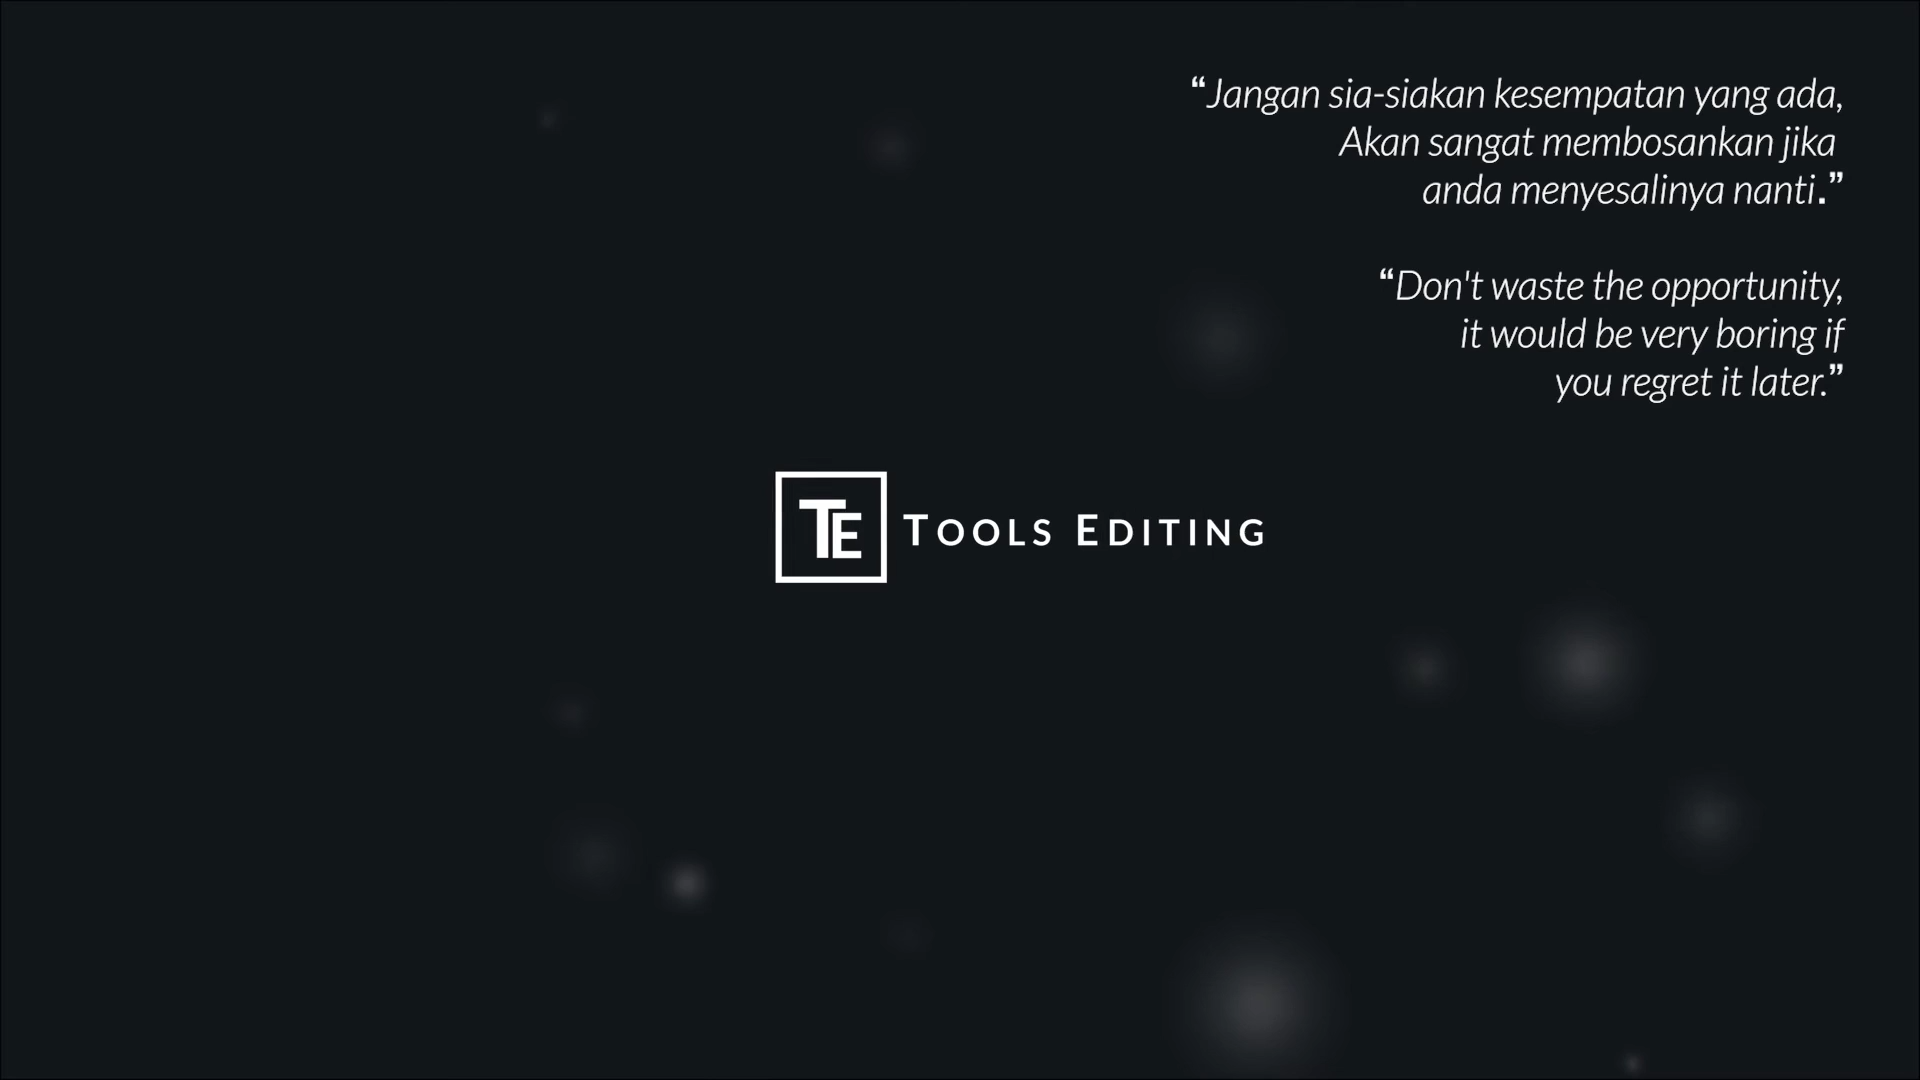 ❝Jangan sia-siakan kesempatan yang ada,
Akan sangat membosankan jika
anda menyesalinya nanti.❞
❝Don't waste the opportunity,
it would be very boring if
you regret it later.❞
TE TOOLS EDITING